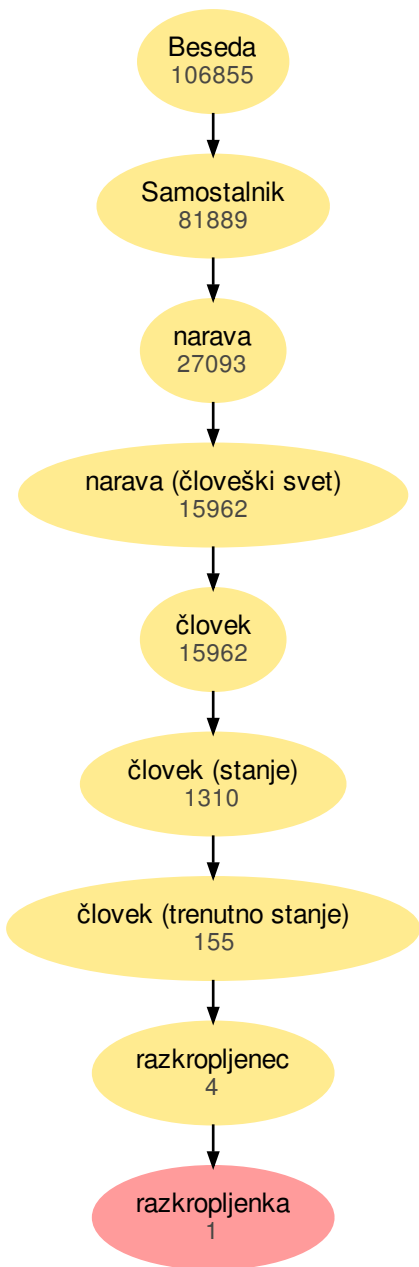 Beseda
106855
Samostalnik
81889
narava
27093
narava (človeški svet)
15962
človek
15962
človek (stanje)
1310
človek (trenutno stanje)
155
razkropljenec
4
razkropljenka
1